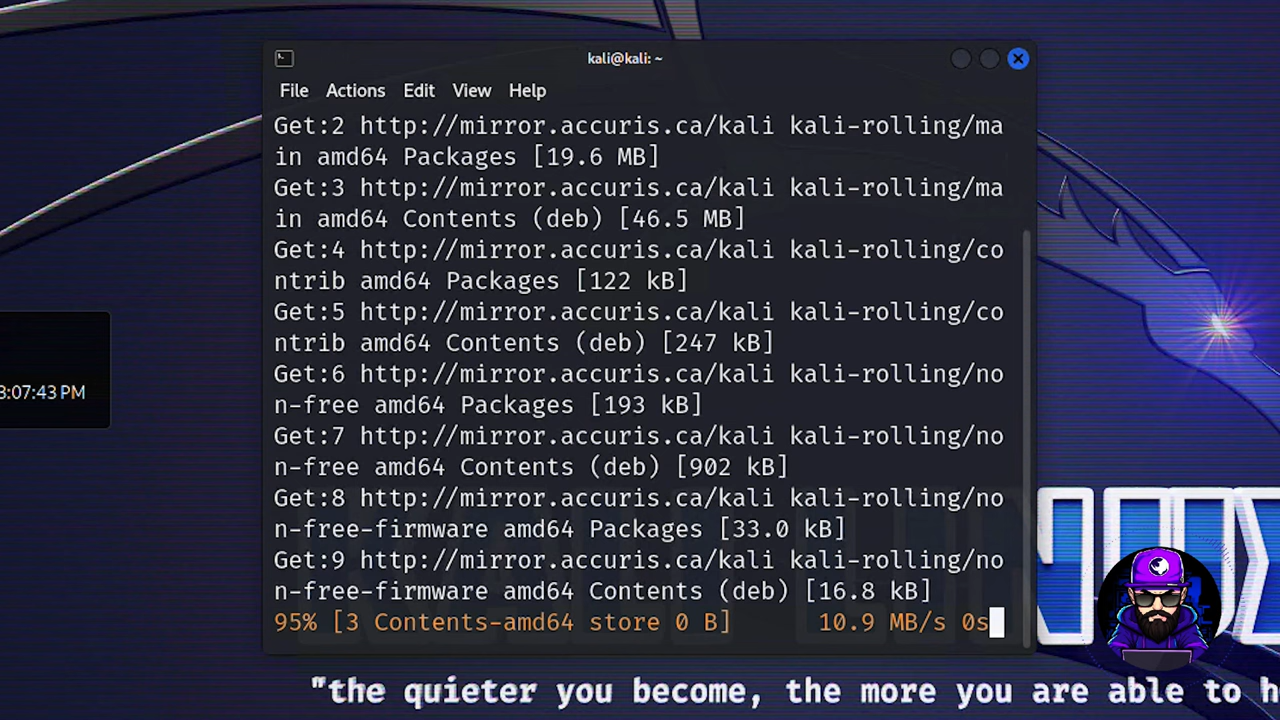 kali@kali: ~
File Actions Edit View Help
Get:2 http://mirror.accuris.ca/kali kali-rolling/ma
in amd64 Packages [19.6 MB]
Get:3 http://mirror.accuris.ca/kali kali-rolling/ma
in amd64 Contents (deb) [46.5 MB]
Get:4 http://mirror.accuris.ca/kali kali-rolling/co
ntrib amd64 Packages [122 kB]
Get:5 http://mirror.accuris.ca/kali kali-rolling/co
ntrib amd64 Contents (deb) [247 kB]
Get:6 http://mirror.accuris.ca/kali kali-rolling/no
n-free amd64 Packages [193 kB]
Get:7 http://mirror.accuris.ca/kali kali-rolling/no
n-free amd64 Contents (deb) [902 kB]
Get:8 http://mirror.accuris.ca/kali kali-rolling/no
n-free-firmware amd64 Packages [33.0 kB]
Get:9 http://mirror.accuris.ca/kali kali-rolling/no
n-free-firmware amd64 Contents (deb) [16.8 kB]
95% [3 Contents-amd64 store 0 B] 10.9 MB/s 0s
3:07:43 PM
"the quieter you become, the more you are able to h